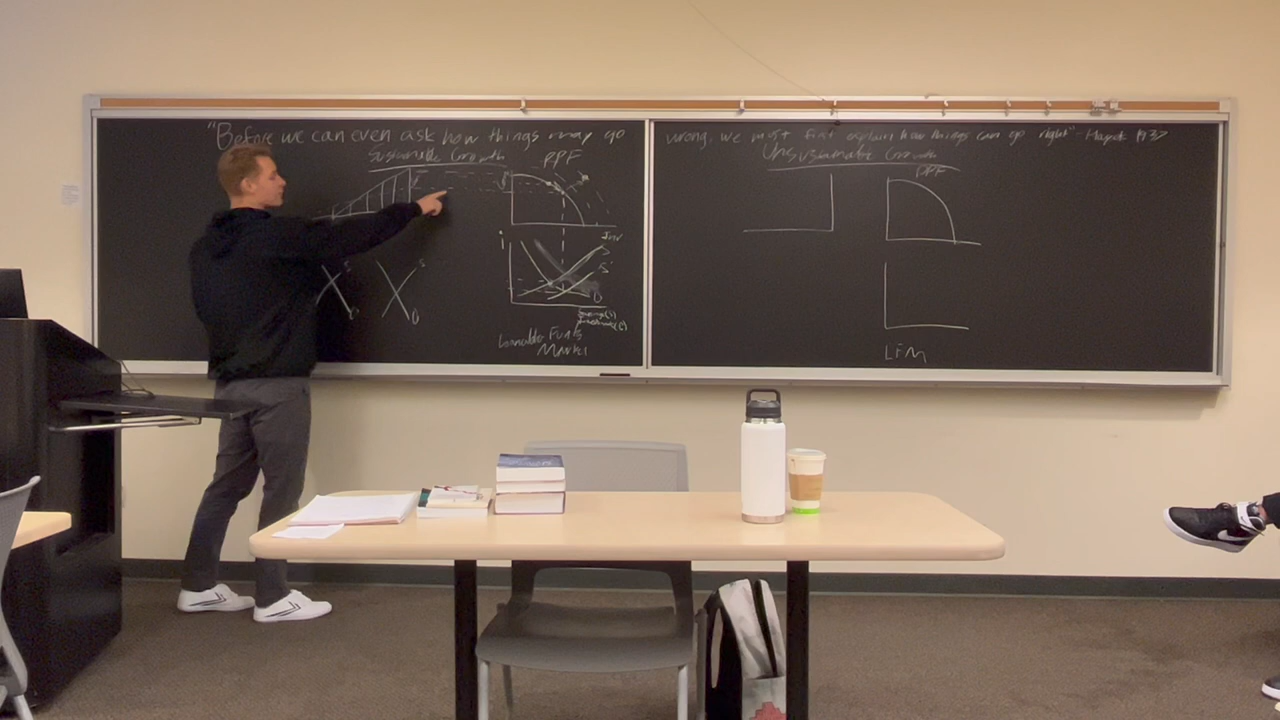 "Before we can even ask how things may go
Sustainable Growth
PPF
i
S
S
D
S
D
D
Loanable Funds
Market
wrong, we must first explain how things can go right" - Hayek
Unsustainable Growth
PPF
LFM